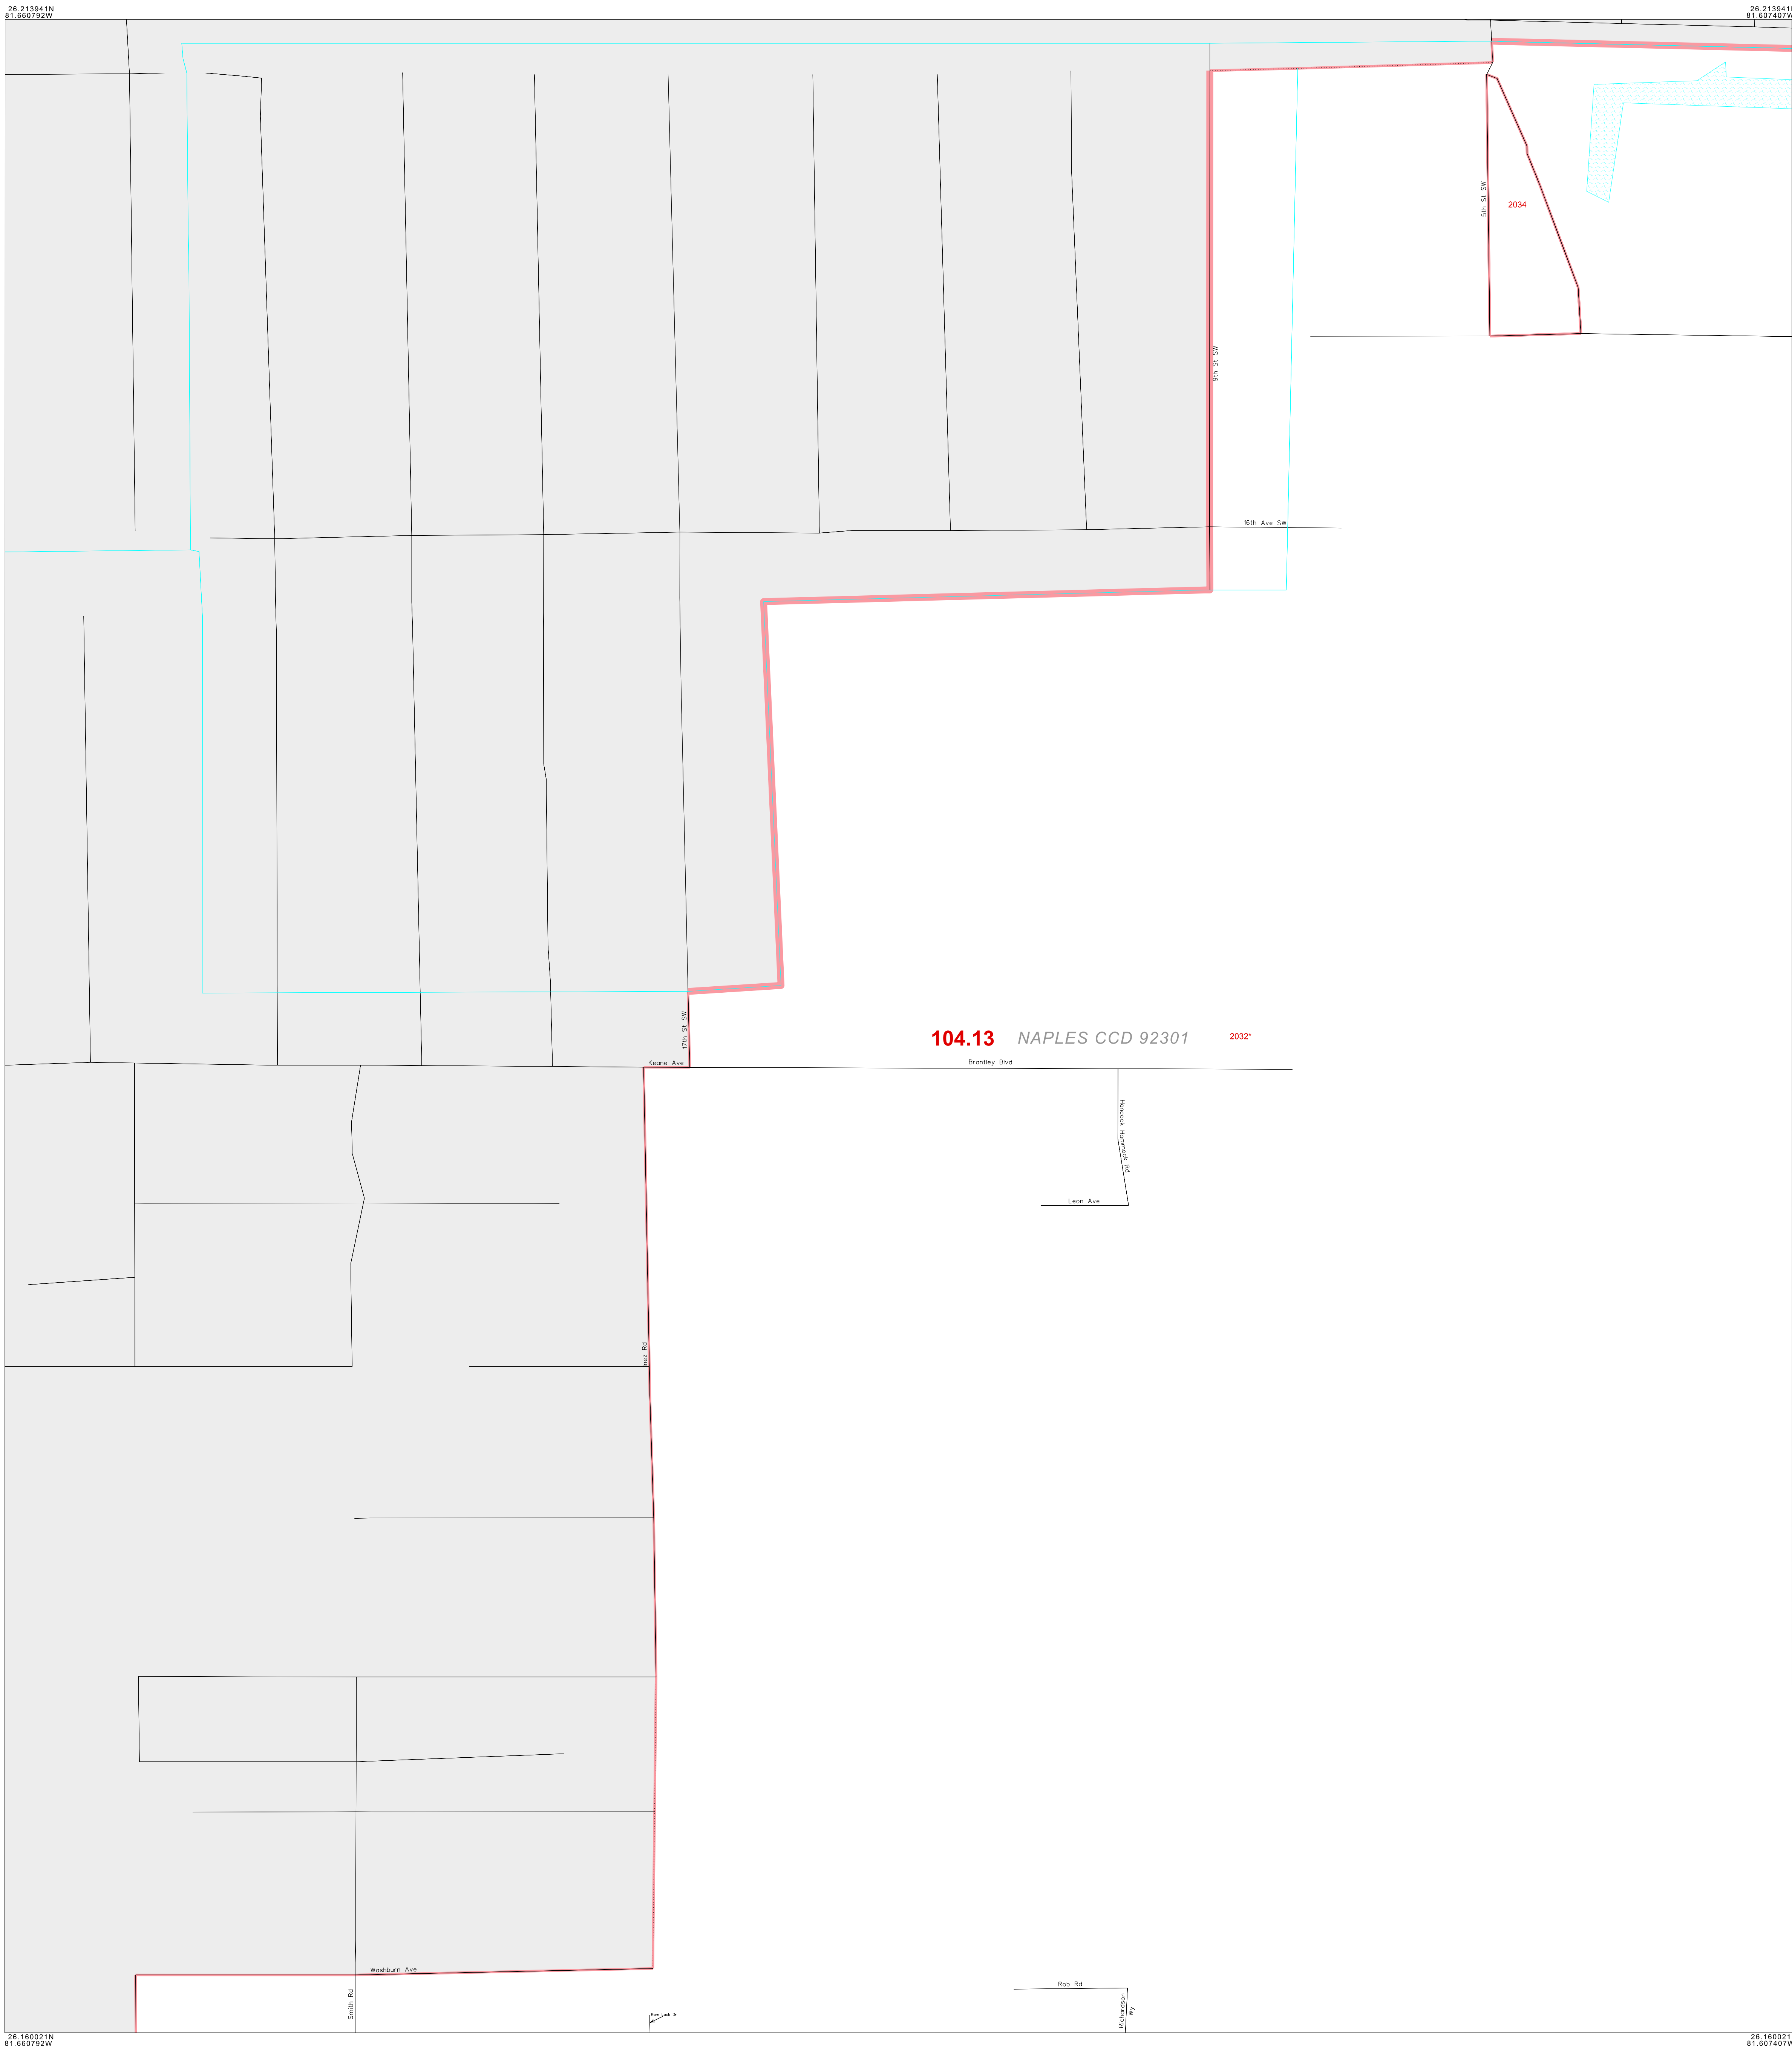 26.213941N
81.660792W
26.213941
81.607407W
5th St SW
2034
9th St SW
16th Ave SW
17th St SW
104.13 NAPLES CCD 92301 2032*
Keane Ave
Brantley Blvd
Hancock Hammock Rd
Leon Ave
Inez Rd
Washburn Ave
Smith Rd
Rob Rd
Richardson
Wy
26.160021N
81.660792W
26.160021
81.607407W